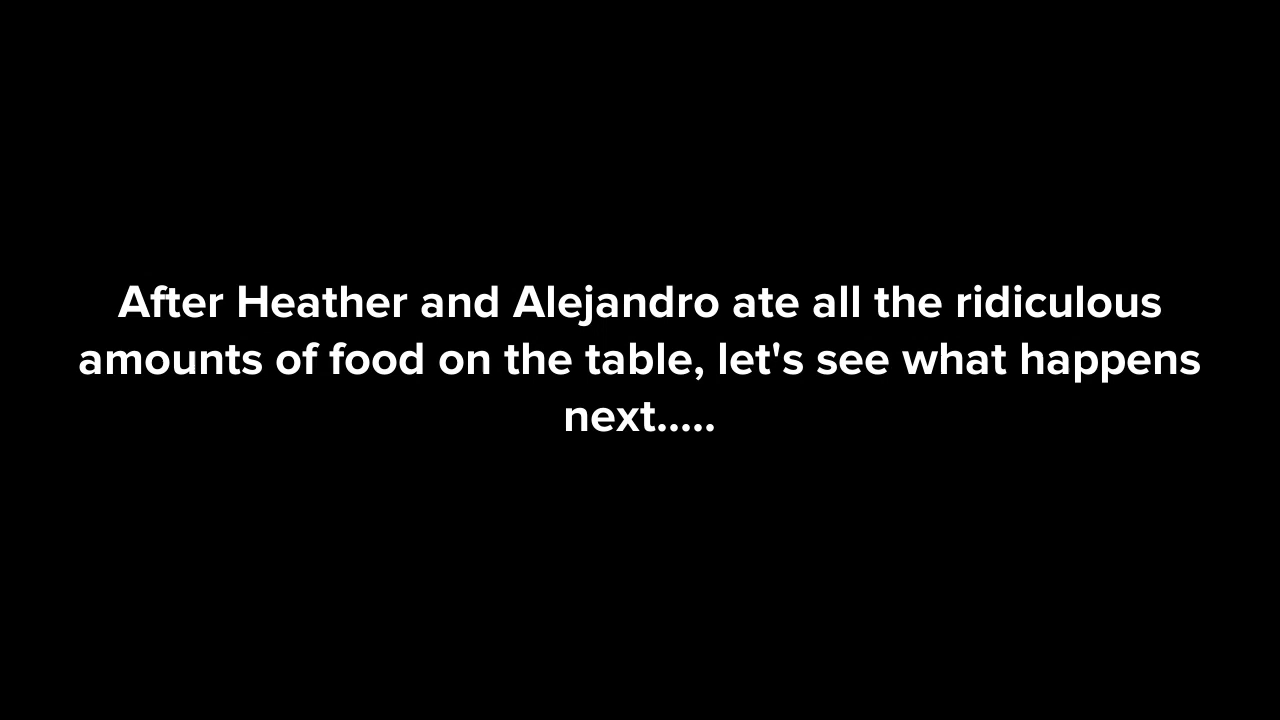 After Heather and Alejandro ate all the ridiculous
amounts of food on the table, let's see what happens
next.....